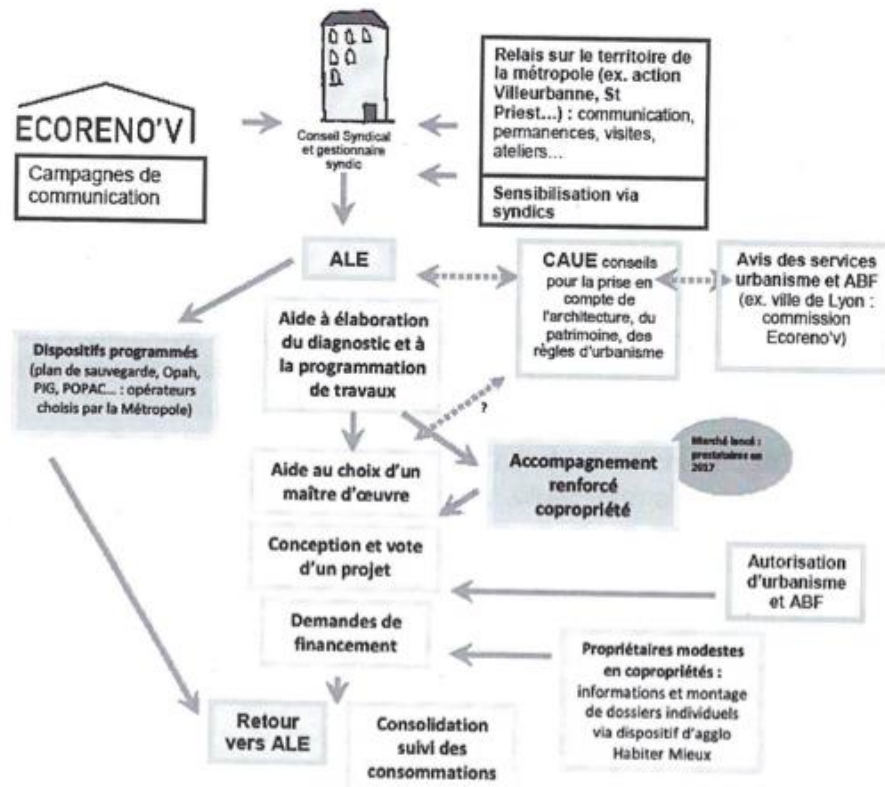 ECORENO'V
Campagnes de
communication
Conseil Syndical
et gestionnaire
syndic
Relais sur le territoire de
la métropole (ex. action
Villeurbanne, St
Priest...) : communication,
permanences, visites,
ateliers...
Sensibilisation via
syndics
ALE
CAUE conseils
pour la prise en
compte de
l'architecture, du
patrimoine, des
règles d'urbanisme
Avis des services
urbanisme et ABF
(ex. ville de Lyon :
commission
Ecoreno'v)
Dispositifs programmés
(plan de sauvegarde, Opah,
PIG, POPAC... : opérateurs
choisis par la Métropole)
Aide à élaboration
du diagnostic et à
la programmation
de travaux
?
Aide au choix d'un
maître d'œuvre
Accompagnement
renforcé
copropriété
Marché lancé :
prestataires en
2017
Conception et vote
d'un projet
Autorisation
d'urbanisme
et ABF
Demandes de
financement
Propriétaires modestes
en copropriétés :
informations et montage
de dossiers individuels
via dispositif d'agglo
Habiter Mieux
Retour
vers ALE
Consolidation
suivi des
consommations